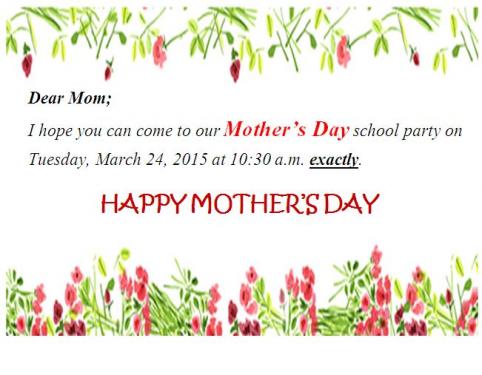 Dear Mom;
I hope you can come to our Mother's Day school party on
Tuesday, March 24, 2015 at 10:30 a.m. exactly.
HAPPY MOTHER'S DAY